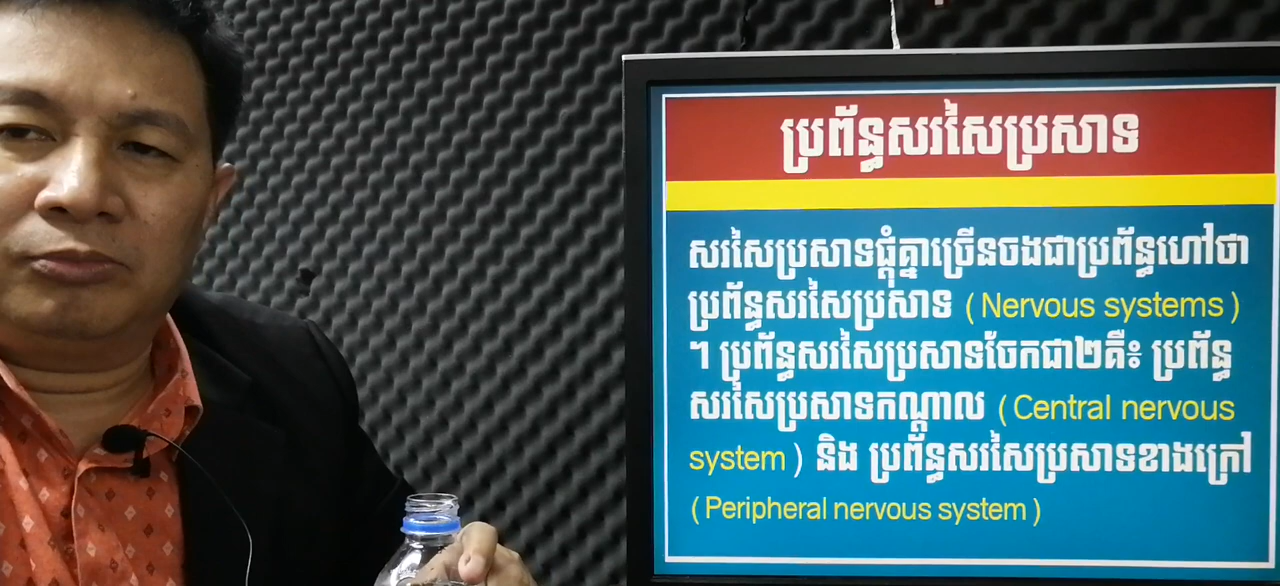 ប្រព័ន្ធសរសៃប្រសាទ
សរសៃប្រសាទផ្តុំគ្នាច្រើនចងជាប្រព័ន្ធហៅថា
ប្រព័ន្ធសរសៃប្រសាទ (Nervous systems)
។ ប្រព័ន្ធសរសៃប្រសាទចែកជា២គឺ៖ ប្រព័ន្ធ
សរសៃប្រសាទកណ្តាល (Central nervous
system) និង ប្រព័ន្ធសរសៃប្រសាទខាងក្រៅ
(Peripheral nervous system)